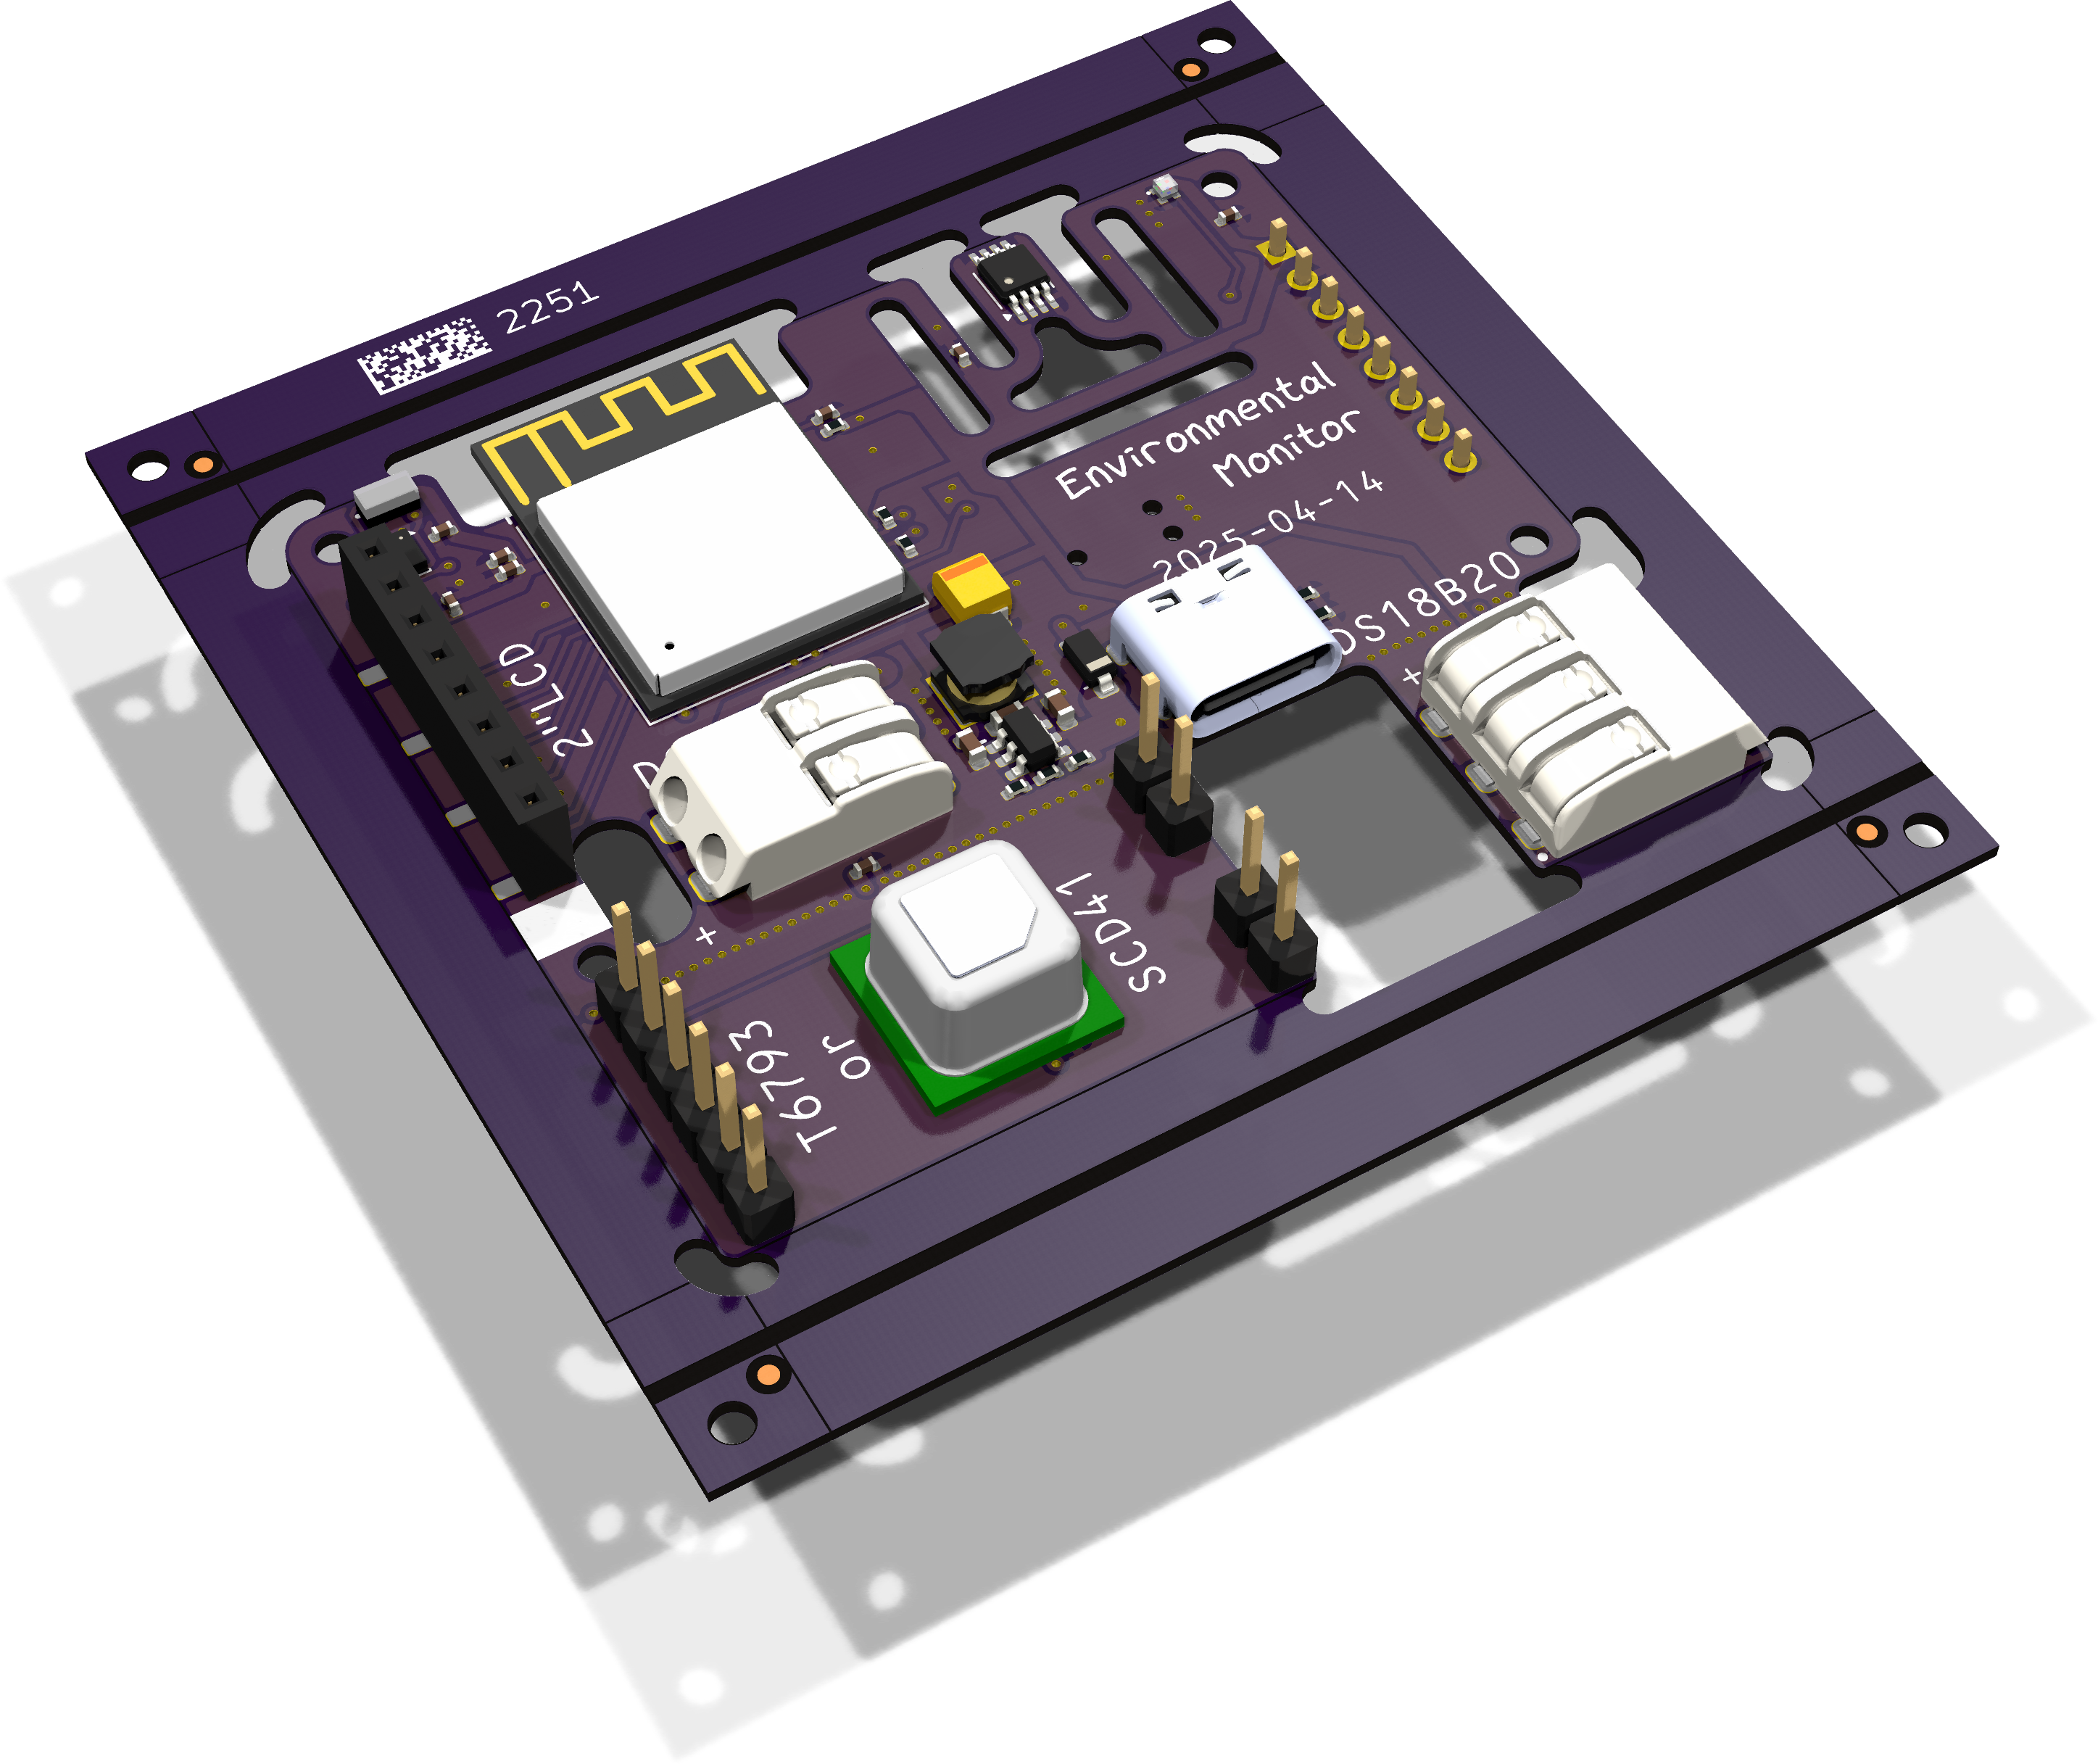 2251
Environmental
Monitor
2025-04-14
DS18B20
+
2" LCD
+
SCD41
or
T6793